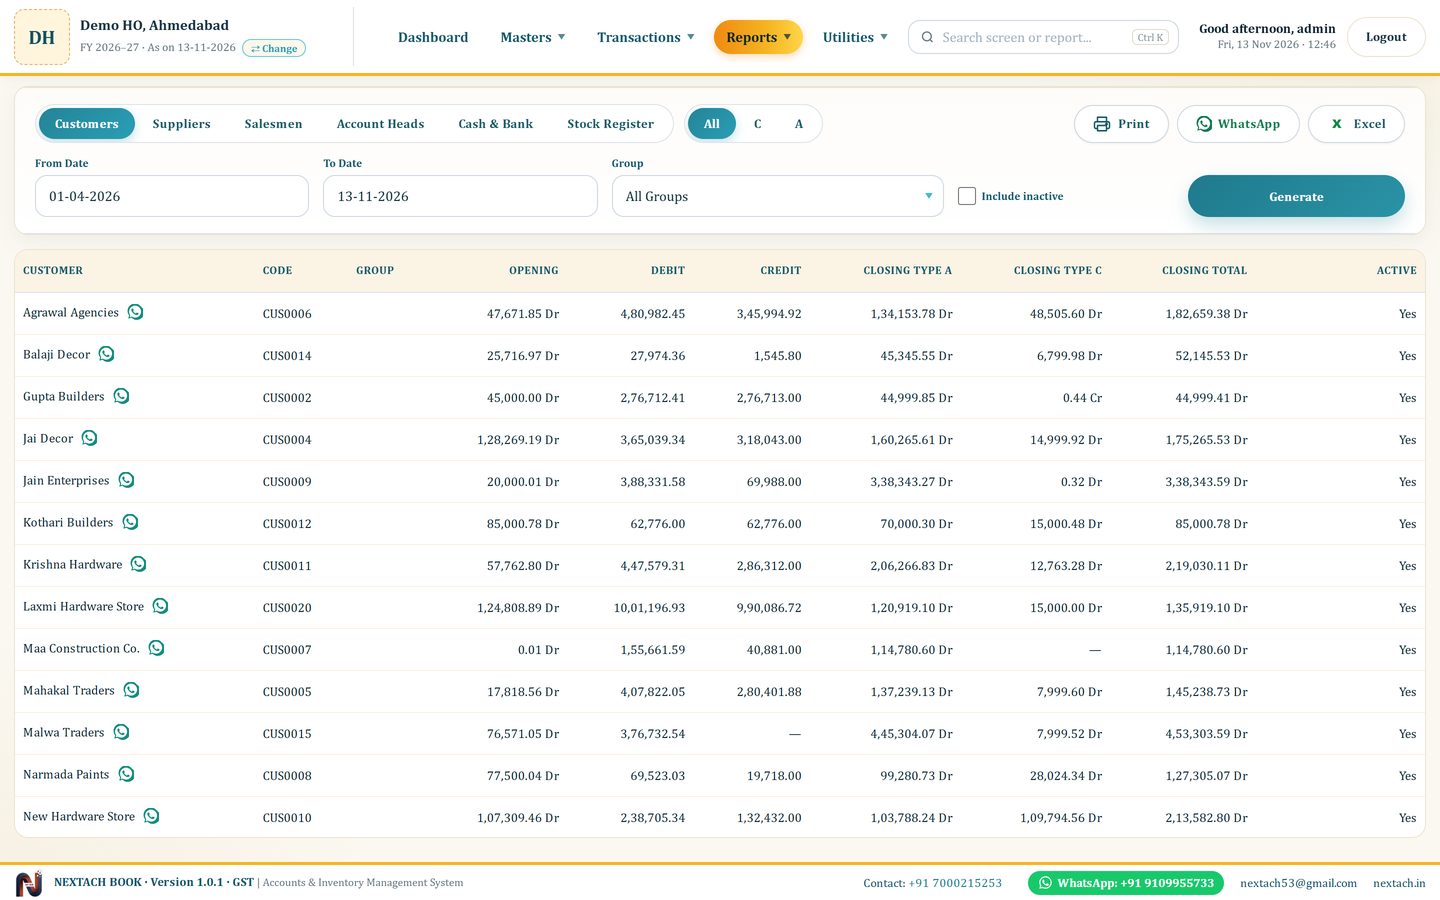 DH
Demo HO, Ahmedabad
FY 2026–27 · As on 13-11-2026 ⇄ Change
Dashboard Masters ▼ Transactions ▼ Reports ▼ Utilities ▼
Search screen or report... Ctrl K
Good afternoon, admin
Fri, 13 Nov 2026 · 12:46
Logout
Customers Suppliers Salesmen Account Heads Cash & Bank Stock Register All C A Print WhatsApp X Excel
From Date To Date Group
01-04-2026 13-11-2026 All Groups ▼ Include inactive Generate
CUSTOMER CODE GROUP OPENING DEBIT CREDIT CLOSING TYPE A CLOSING TYPE C CLOSING TOTAL ACTIVE
Agrawal Agencies CUS0006 47,671.85 Dr 4,80,982.45 3,45,994.92 1,34,153.78 Dr 48,505.60 Dr 1,82,659.38 Dr Yes
Balaji Decor CUS0014 25,716.97 Dr 27,974.36 1,545.80 45,345.55 Dr 6,799.98 Dr 52,145.53 Dr Yes
Gupta Builders CUS0002 45,000.00 Dr 2,76,712.41 2,76,713.00 44,999.85 Dr 0.44 Cr 44,999.41 Dr Yes
Jai Decor CUS0004 1,28,269.19 Dr 3,65,039.34 3,18,043.00 1,60,265.61 Dr 14,999.92 Dr 1,75,265.53 Dr Yes
Jain Enterprises CUS0009 20,000.01 Dr 3,88,331.58 69,988.00 3,38,343.27 Dr 0.32 Dr 3,38,343.59 Dr Yes
Kothari Builders CUS0012 85,000.78 Dr 62,776.00 62,776.00 70,000.30 Dr 15,000.48 Dr 85,000.78 Dr Yes
Krishna Hardware CUS0011 57,762.80 Dr 4,47,579.31 2,86,312.00 2,06,266.83 Dr 12,763.28 Dr 2,19,030.11 Dr Yes
Laxmi Hardware Store CUS0020 1,24,808.89 Dr 10,01,196.93 9,90,086.72 1,20,919.10 Dr 15,000.00 Dr 1,35,919.10 Dr Yes
Maa Construction Co. CUS0007 0.01 Dr 1,55,661.59 40,881.00 1,14,780.60 Dr — 1,14,780.60 Dr Yes
Mahakal Traders CUS0005 17,818.56 Dr 4,07,822.05 2,80,401.88 1,37,239.13 Dr 7,999.60 Dr 1,45,238.73 Dr Yes
Malwa Traders CUS0015 76,571.05 Dr 3,76,732.54 — 4,45,304.07 Dr 7,999.52 Dr 4,53,303.59 Dr Yes
Narmada Paints CUS0008 77,500.04 Dr 69,523.03 19,718.00 99,280.73 Dr 28,024.34 Dr 1,27,305.07 Dr Yes
New Hardware Store CUS0010 1,07,309.46 Dr 2,38,705.34 1,32,432.00 1,03,788.24 Dr 1,09,794.56 Dr 2,13,582.80 Dr Yes
NEXTACH BOOK · Version 1.0.1 · GST | Accounts & Inventory Management System Contact: +91 7000215253 WhatsApp: +91 9109955733 nextach53@gmail.com nextach.in